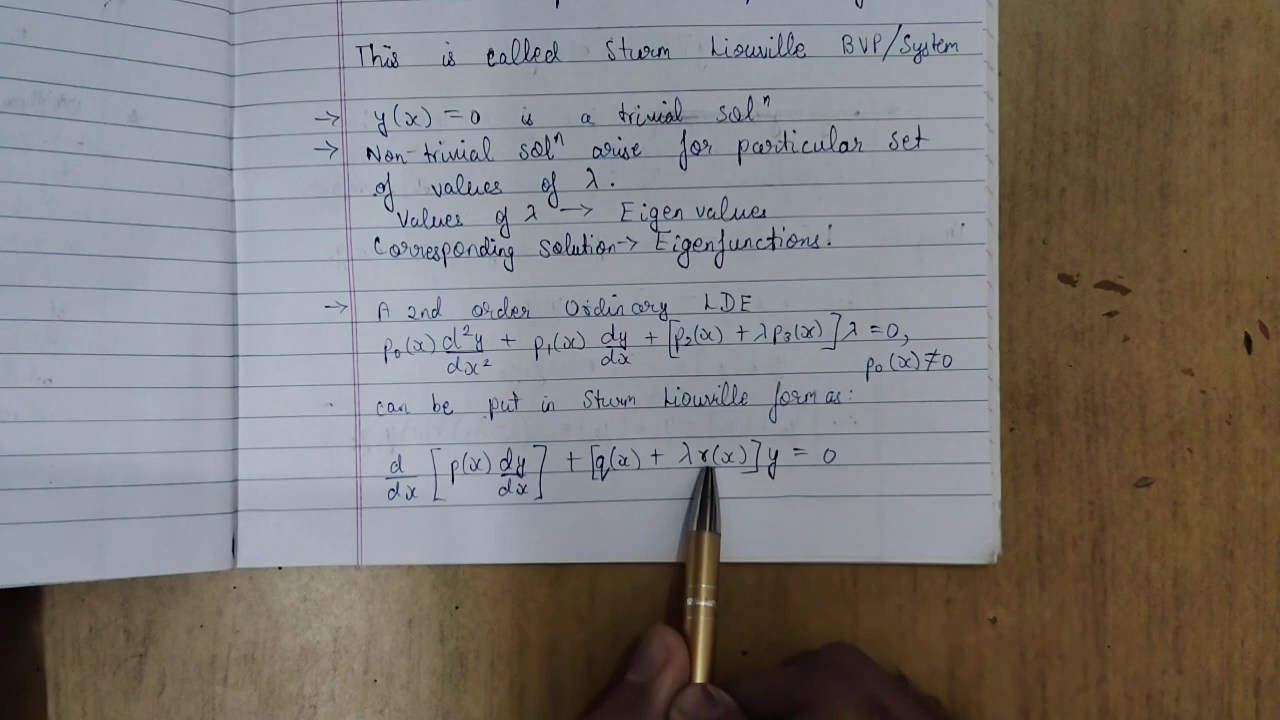 This is called Sturm Liouville BVP/System
→ y(x) = 0 is a trivial solⁿ
→ Non-trivial solⁿ arise for particular set
of values of λ.
Values of λ → Eigen values
Corresponding solution → Eigenfunctions!
→ A 2nd order Ordinary LDE
p₀(x) d²y/dx² + p₁(x) dy/dx + [p₂(x) + λp₃(x)]λ = 0,
p₀(x) ≠ 0
can be put in Sturm Liouville form as:
d/dx [p(x) dy/dx] + [q(x) + λr(x)]y = 0